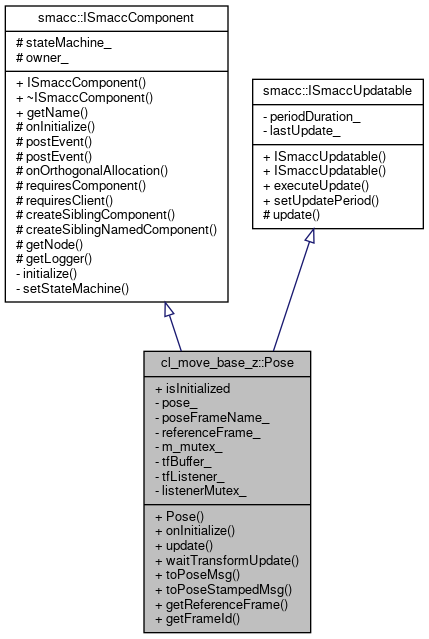 smacc::ISmaccComponent
# stateMachine_
# owner_
+ ISmaccComponent()
+ ~ISmaccComponent()
+ getName()
# onInitialize()
# postEvent()
# postEvent()
# onOrthogonalAllocation()
# requiresComponent()
# requiresClient()
# createSiblingComponent()
# createSiblingNamedComponent()
# getNode()
# getLogger()
- initialize()
- setStateMachine()
smacc::ISmaccUpdatable
- periodDuration_
- lastUpdate_
+ ISmaccUpdatable()
+ ISmaccUpdatable()
+ executeUpdate()
+ setUpdatePeriod()
# update()
cl_move_base_z::Pose
+ isInitialized
- pose_
- poseFrameName_
- referenceFrame_
- m_mutex_
- tfBuffer_
- tfListener_
- listenerMutex_
+ Pose()
+ onInitialize()
+ update()
+ waitTransformUpdate()
+ toPoseMsg()
+ toPoseStampedMsg()
+ getReferenceFrame()
+ getFrameId()